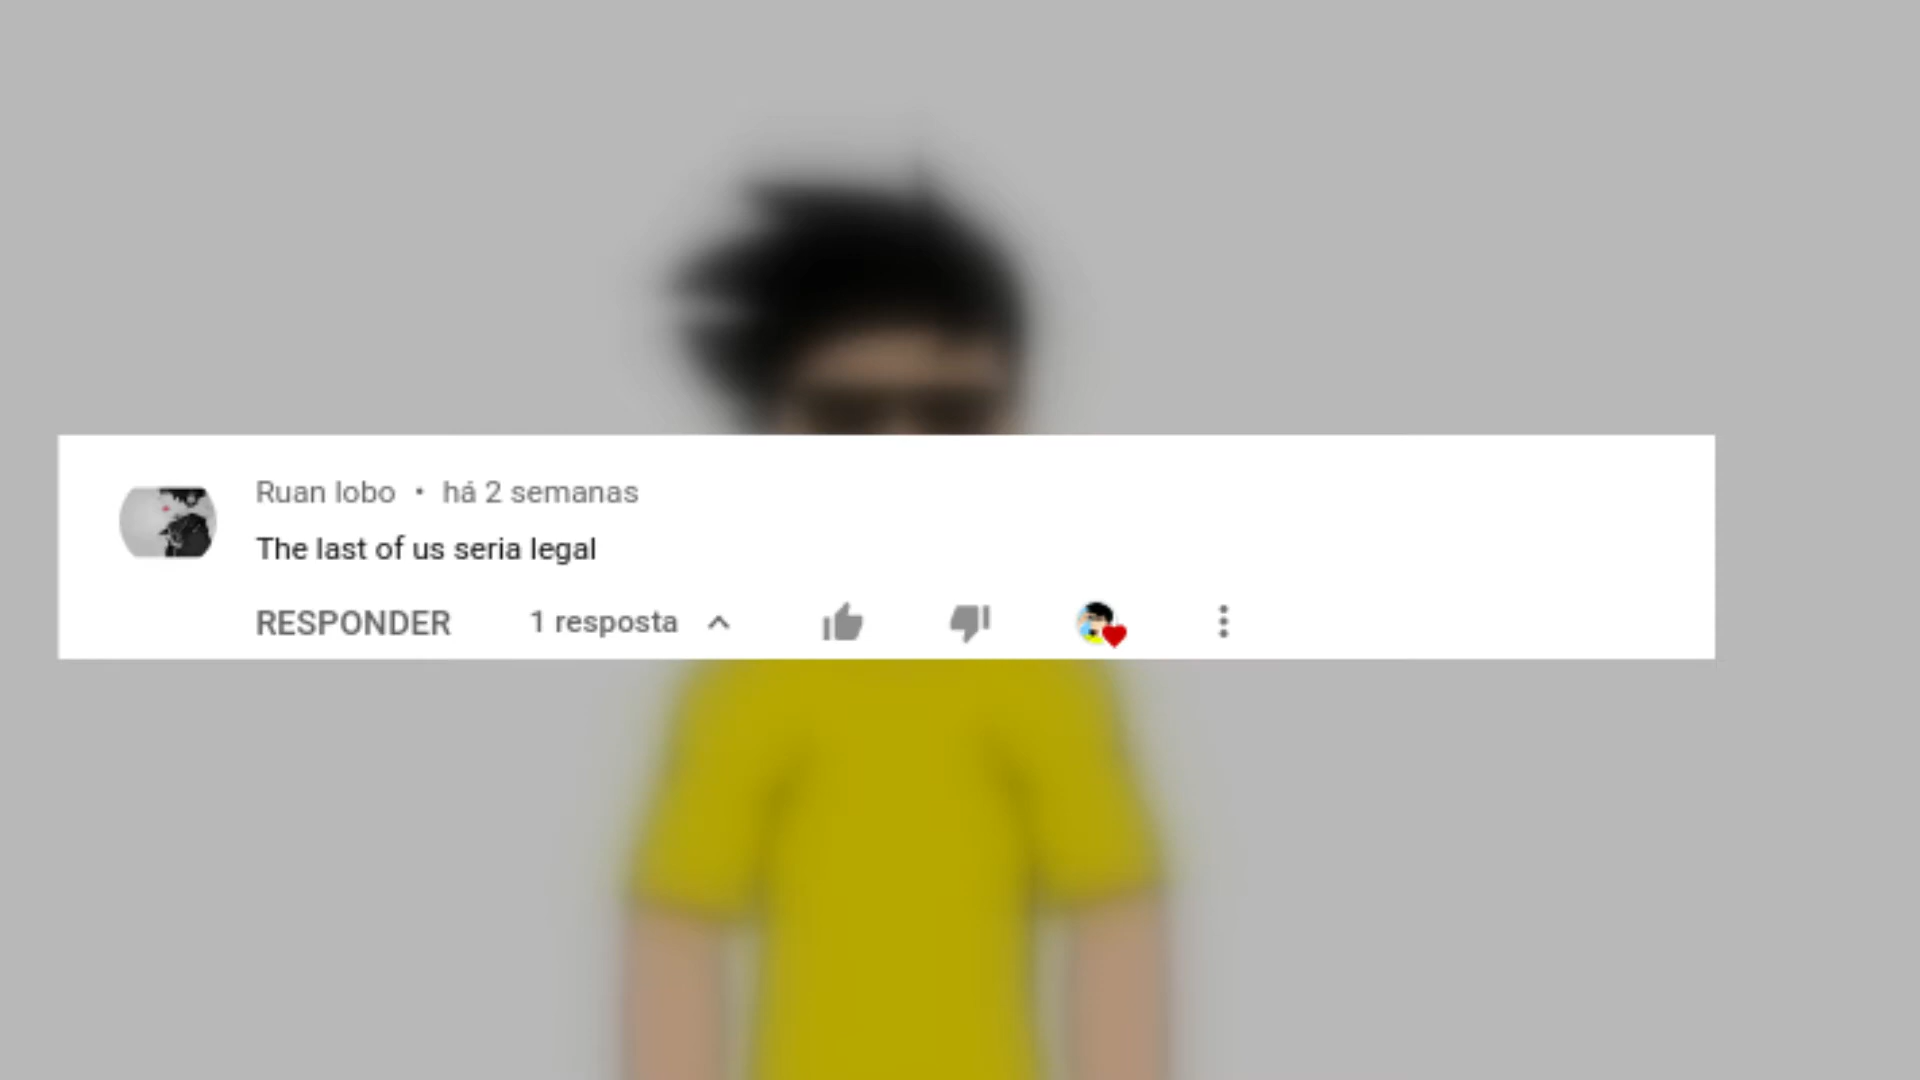 Ruan lobo • há 2 semanas
The last of us seria legal
RESPONDER 1 resposta